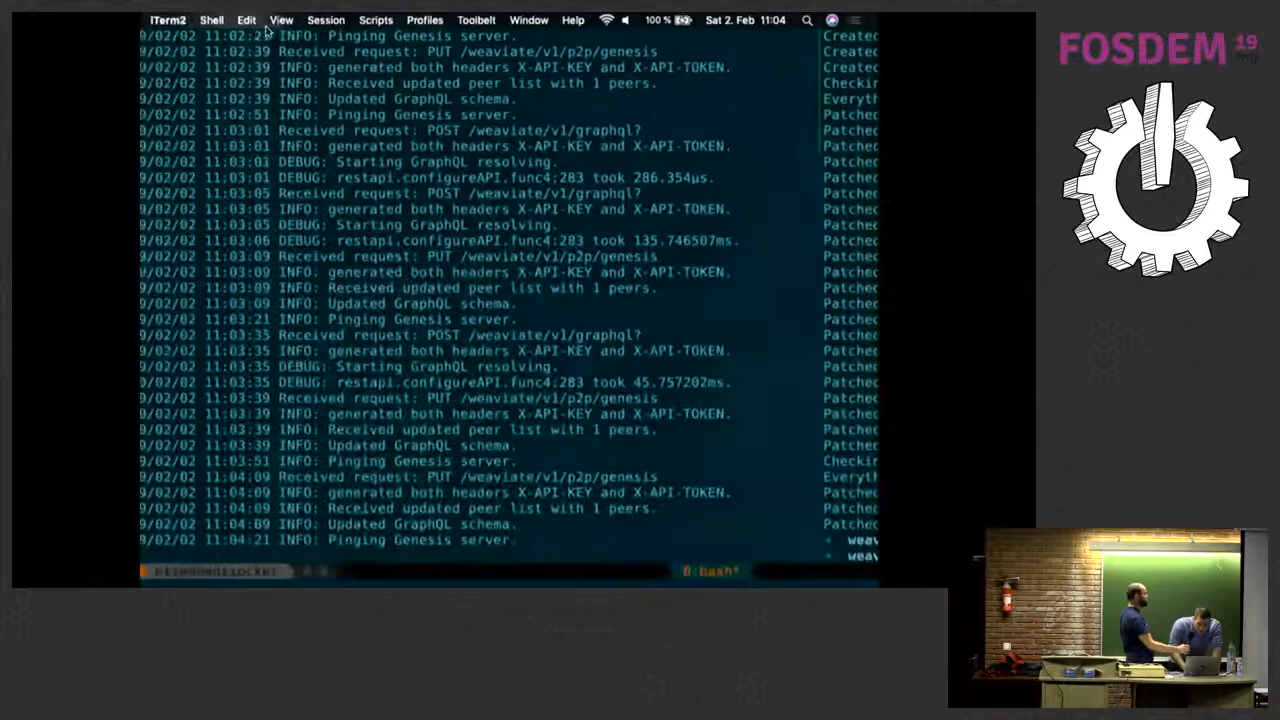 iTerm2 Shell Edit View Session Scripts Profiles Toolbelt Window Help 100 % Sat 2. Feb 11:04
9/02/02 11:02:21 INFO: Pinging Genesis server. Created
9/02/02 11:02:39 Received request: PUT /weaviate/v1/p2p/genesis Created
9/02/02 11:02:39 INFO: generated both headers X-API-KEY and X-API-TOKEN. Created
9/02/02 11:02:39 INFO: Received updated peer list with 1 peers. Checkin
9/02/02 11:02:39 INFO: Updated GraphQL schema. Everyth
9/02/02 11:02:51 INFO: Pinging Genesis server. Patched
9/02/02 11:03:01 Received request: POST /weaviate/v1/graphql? Patched
9/02/02 11:03:01 INFO: generated both headers X-API-KEY and X-API-TOKEN. Patched
9/02/02 11:03:01 DEBUG: Starting GraphQL resolving. Patched
9/02/02 11:03:01 DEBUG: restapi.configureAPI.func4:283 took 286.354µs. Patched
9/02/02 11:03:05 Received request: POST /weaviate/v1/graphql? Patched
9/02/02 11:03:05 INFO: generated both headers X-API-KEY and X-API-TOKEN. Patched
9/02/02 11:03:05 DEBUG: Starting GraphQL resolving. Patched
9/02/02 11:03:06 DEBUG: restapi.configureAPI.func4:283 took 135.746507ms. Patched
9/02/02 11:03:09 Received request: PUT /weaviate/v1/p2p/genesis Patched
9/02/02 11:03:09 INFO: generated both headers X-API-KEY and X-API-TOKEN. Patched
9/02/02 11:03:09 INFO: Received updated peer list with 1 peers. Patched
9/02/02 11:03:09 INFO: Updated GraphQL schema. Patched
9/02/02 11:03:21 INFO: Pinging Genesis server. Patched
9/02/02 11:03:35 Received request: POST /weaviate/v1/graphql? Patched
9/02/02 11:03:35 INFO: generated both headers X-API-KEY and X-API-TOKEN. Patched
9/02/02 11:03:35 DEBUG: Starting GraphQL resolving. Patched
9/02/02 11:03:35 DEBUG: restapi.configureAPI.func4:283 took 45.757202ms. Patched
9/02/02 11:03:39 Received request: PUT /weaviate/v1/p2p/genesis Patched
9/02/02 11:03:39 INFO: generated both headers X-API-KEY and X-API-TOKEN. Patched
9/02/02 11:03:39 INFO: Received updated peer list with 1 peers. Patched
9/02/02 11:03:39 INFO: Updated GraphQL schema. Patched
9/02/02 11:03:51 INFO: Pinging Genesis server. Checkin
9/02/02 11:04:09 Received request: PUT /weaviate/v1/p2p/genesis Everyth
9/02/02 11:04:09 INFO: generated both headers X-API-KEY and X-API-TOKEN. Patched
9/02/02 11:04:09 INFO: Received updated peer list with 1 peers. Patched
9/02/02 11:04:09 INFO: Updated GraphQL schema. Patched
9/02/02 11:04:21 INFO: Pinging Genesis server. weav
weav
0:bash*
FOSDEM 19